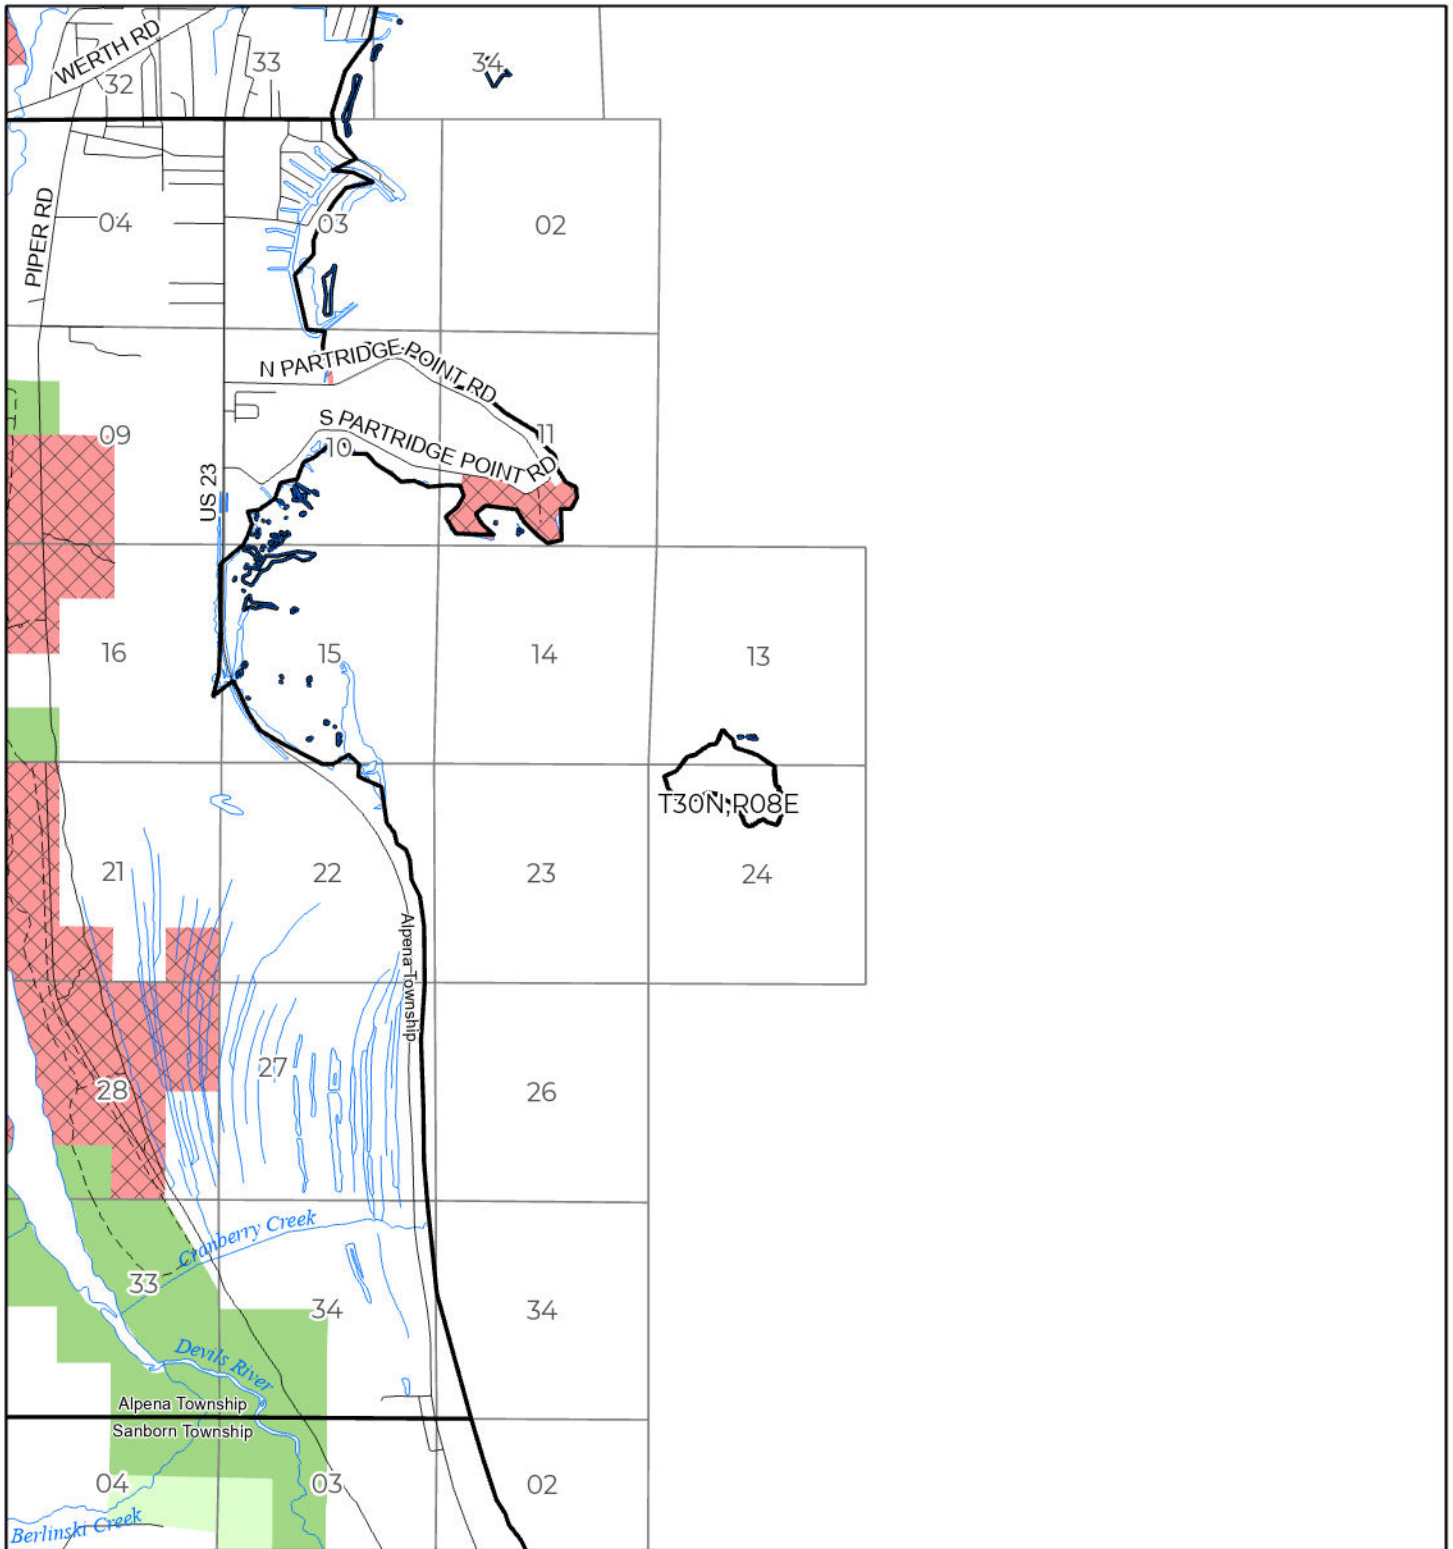 WERTH RD
32
33
34
PIPER RD
04
03
02
N PARTRIDGE POINT RD
S PARTRIDGE POINT RD
09
10
11
US 23
16
15
14
13
T30N,R08E
21
22
23
24
Alpena Township
28
27
26
Cranberry Creek
33
34
34
Devils River
Alpena Township
Sanborn Township
04
03
02
Berlinski Creek